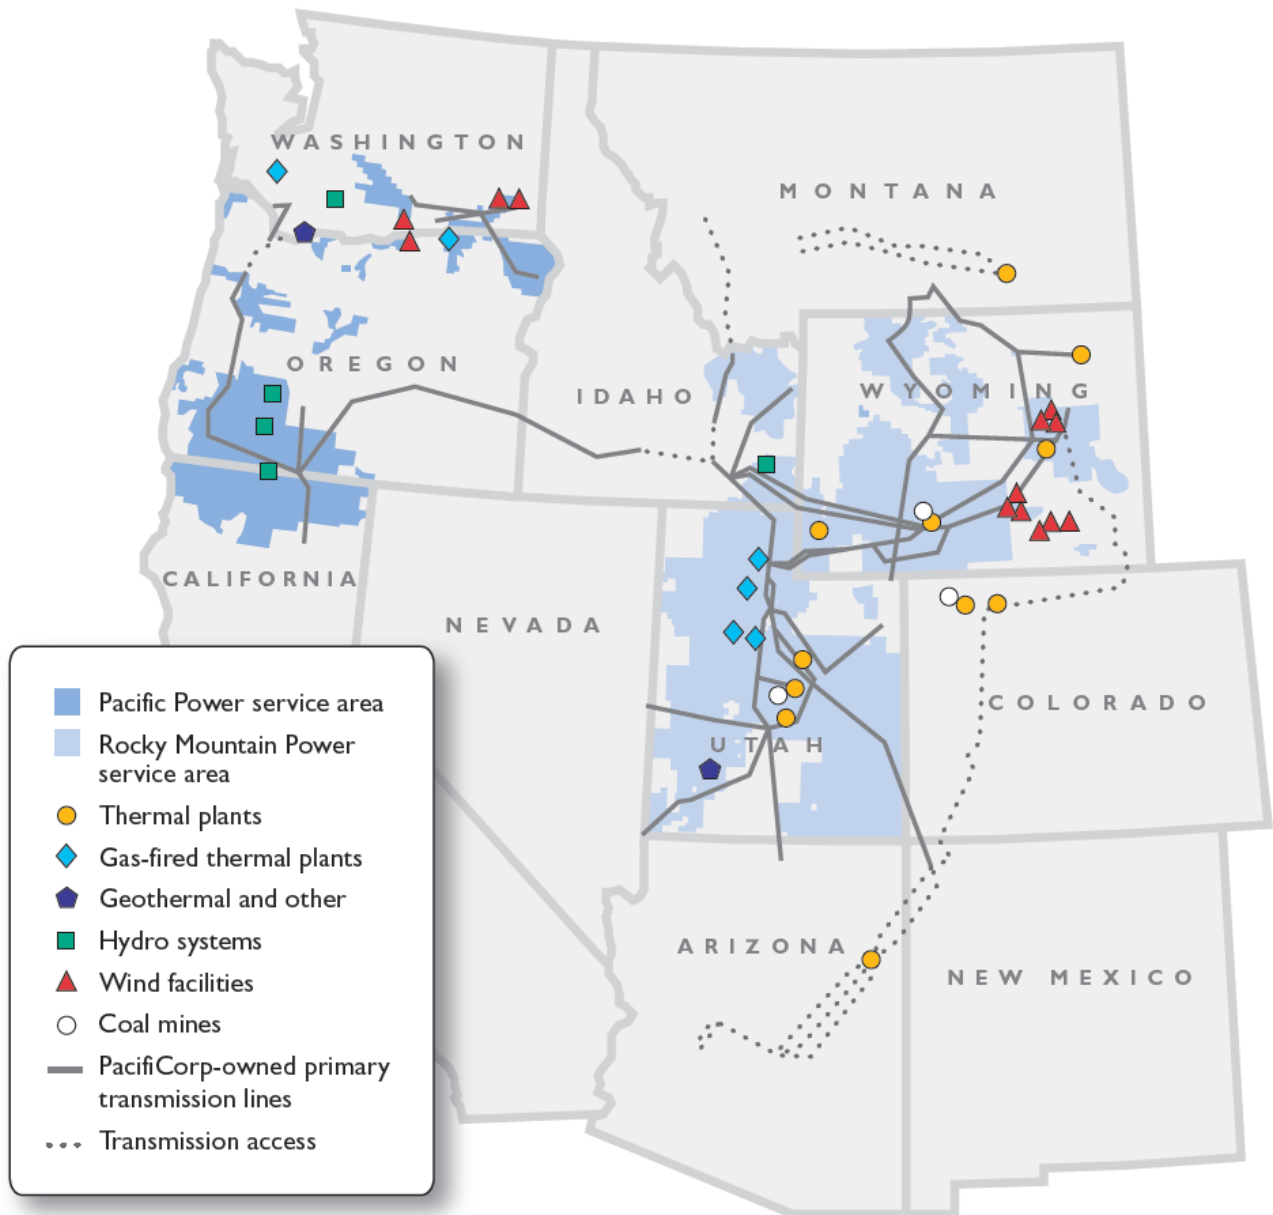 WASHINGTON
MONTANA
OREGON
IDAHO
WYOMING
CALIFORNIA
NEVADA
COLORADO
UTAH
ARIZONA
NEW MEXICO
Pacific Power service area
Rocky Mountain Power
service area
Thermal plants
Gas-fired thermal plants
Geothermal and other
Hydro systems
Wind facilities
Coal mines
PacifiCorp-owned primary
transmission lines
Transmission access